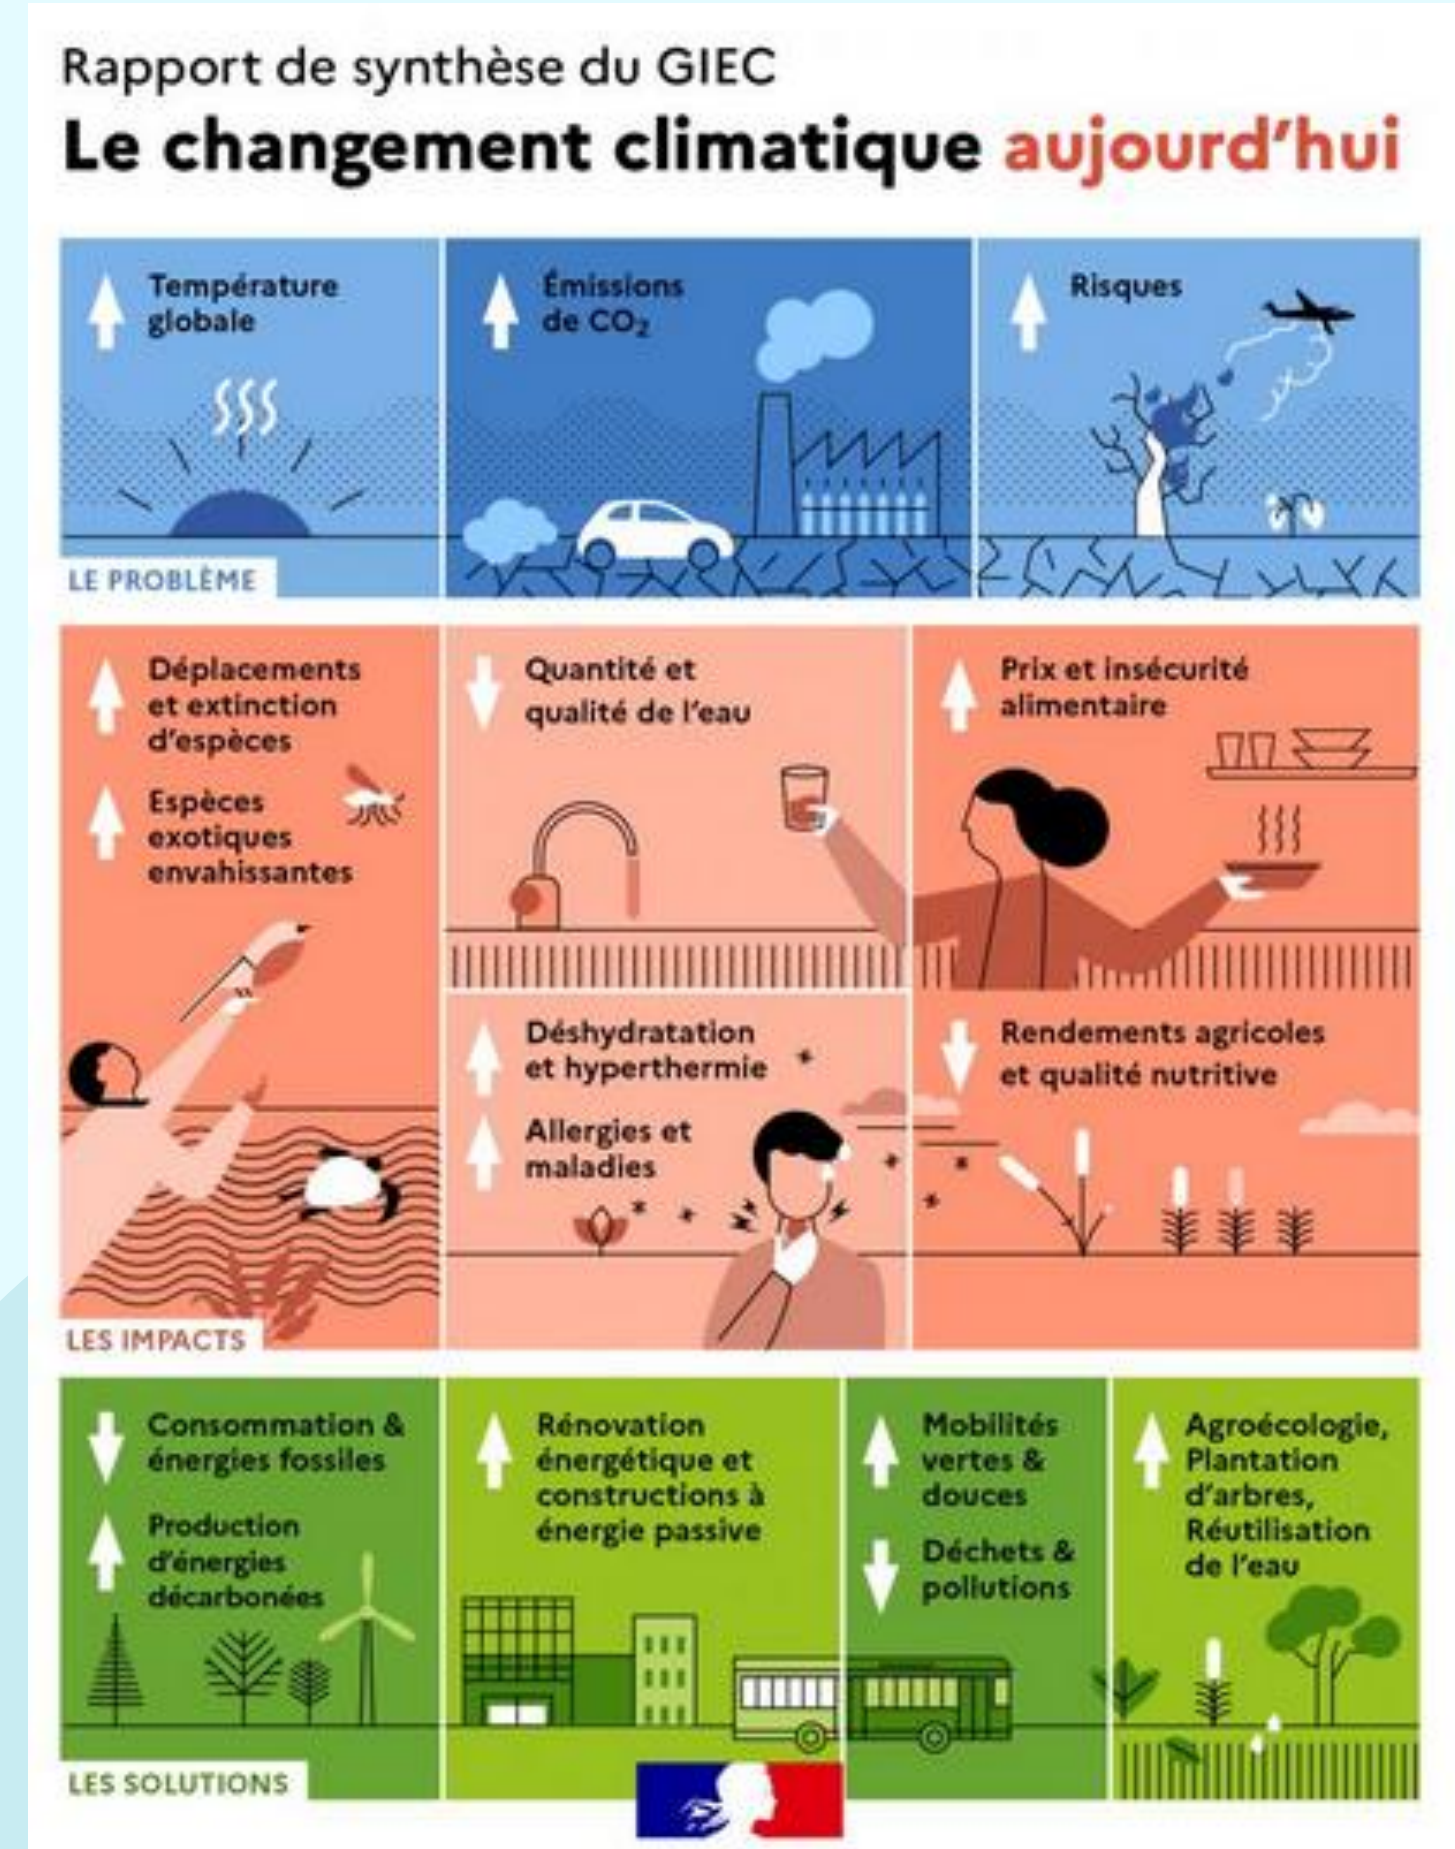 Rapport de synthèse du GIEC
Le changement climatique aujourd'hui
Température
globale
Émissions
de CO₂
Risques
LE PROBLÈME
Déplacements
et extinction
d'espèces
Espèces
exotiques
envahissantes
Quantité et
qualité de l'eau
Prix et insécurité
alimentaire
Déshydratation
et hyperthermie
Allergies et
maladies
Rendements agricoles
et qualité nutritive
LES IMPACTS
Consommation &
énergies fossiles
Production
d'énergies
décarbonées
Rénovation
énergétique et
constructions à
énergie passive
Mobilités
vertes &
douces
Déchets &
pollutions
Agroécologie,
Plantation
d'arbres,
Réutilisation
de l'eau
LES SOLUTIONS